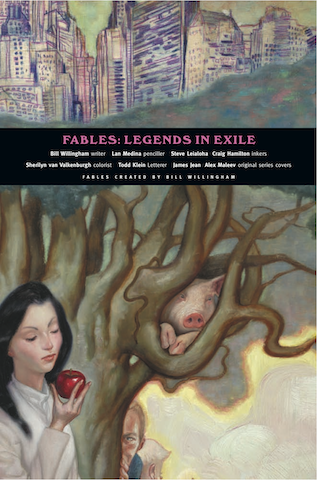 FABLES: LEGENDS IN EXILE
Bill Willingham writer Lan Medina penciller Steve Leialoha Craig Hamilton inkers
Sherilyn van Valkenburgh colorist Todd Klein Letterer James Jean Alex Maleev original series covers
FABLES CREATED BY BILL WILLINGHAM